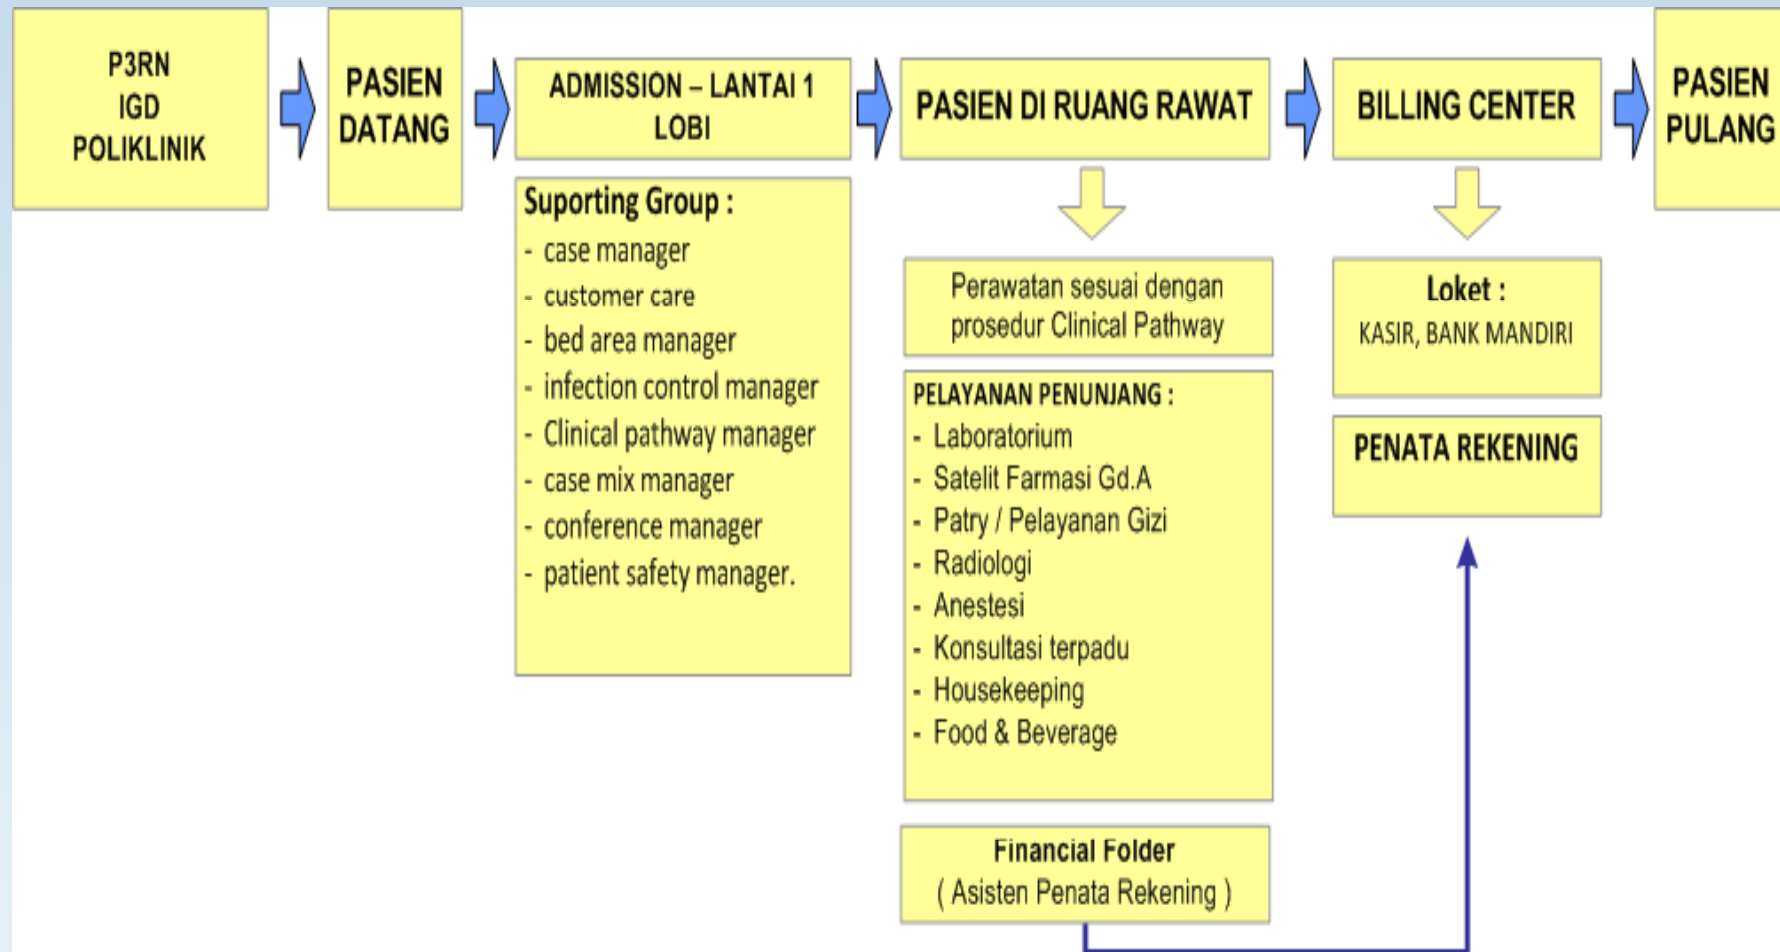 P3RN
IGD
POLIKLINIK
PASIEN
DATANG
ADMISSION – LANTAI 1
LOBI
Suporting Group :
- case manager
- customer care
- bed area manager
- infection control manager
- Clinical pathway manager
- case mix manager
- conference manager
- patient safety manager.
PASIEN DI RUANG RAWAT
Perawatan sesuai dengan
prosedur Clinical Pathway
PELAYANAN PENUNJANG :
- Laboratorium
- Satelit Farmasi Gd.A
- Patry / Pelayanan Gizi
- Radiologi
- Anestesi
- Konsultasi terpadu
- Housekeeping
- Food & Beverage
Financial Folder
( Asisten Penata Rekening )
BILLING CENTER
Loket :
KASIR, BANK MANDIRI
PENATA REKENING
PASIEN
PULANG